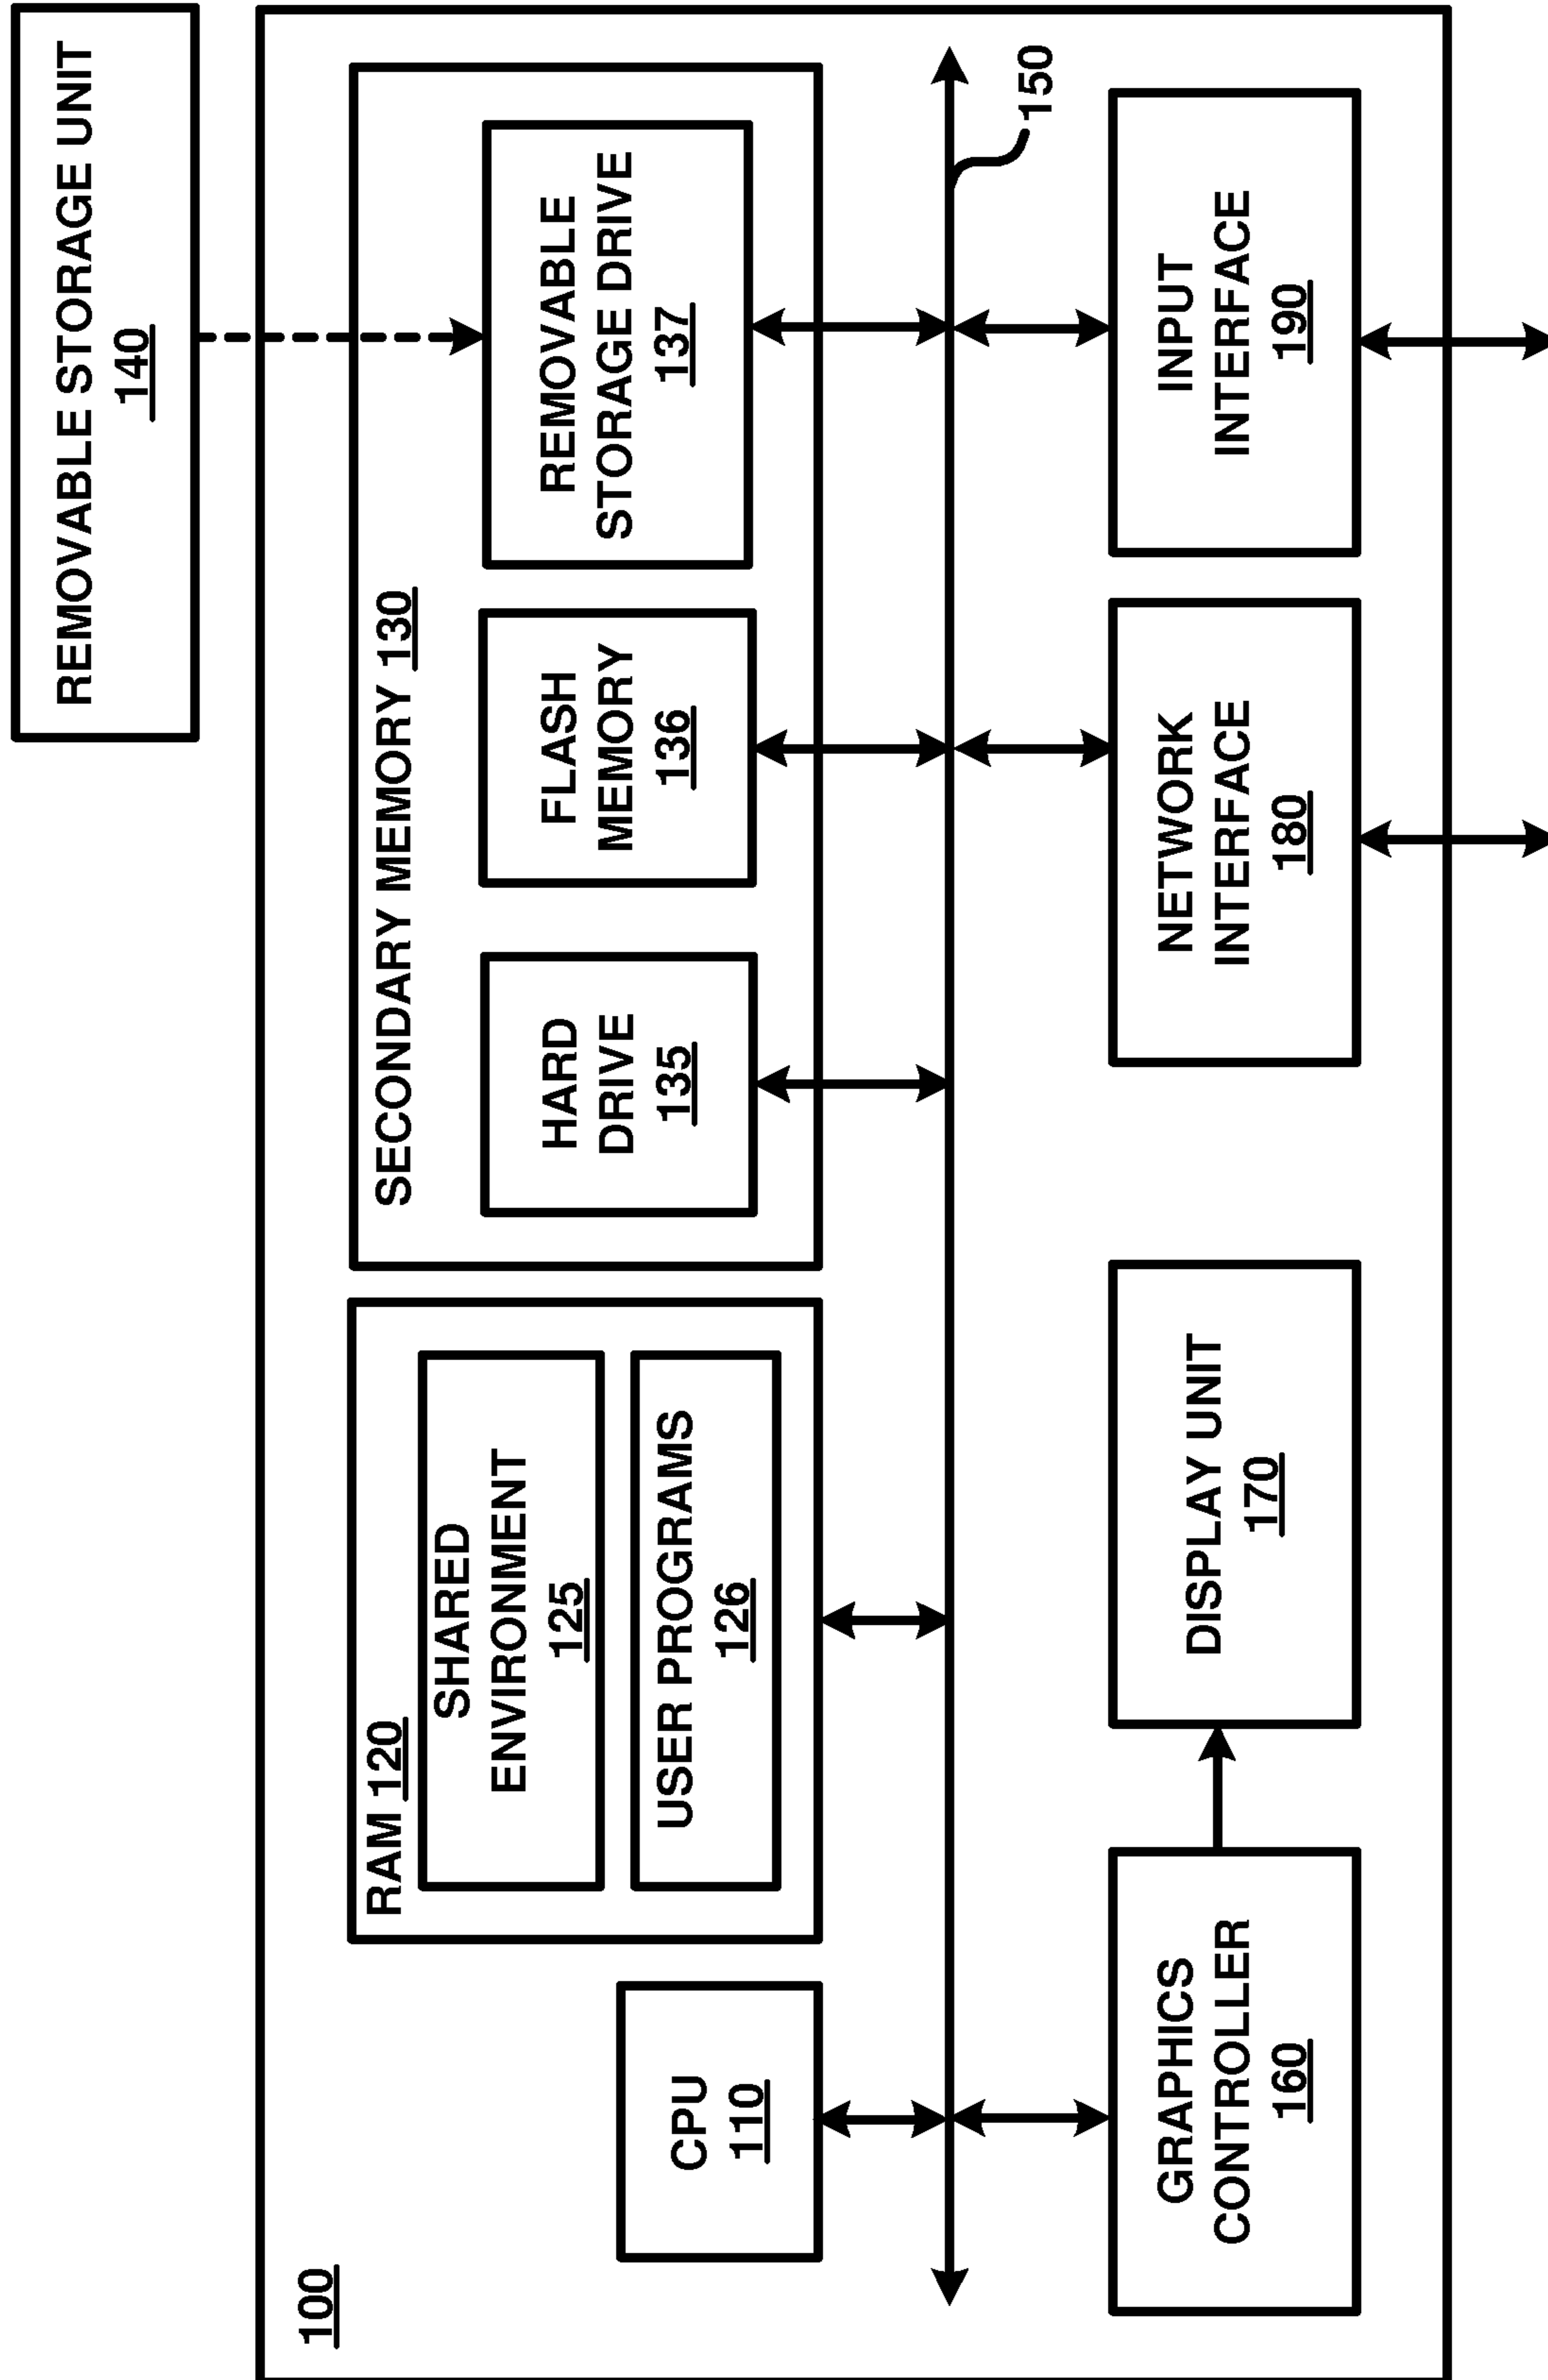 REMOVABLE STORAGE UNIT
140
100
RAM 120
SHARED
ENVIRONMENT
125
USER PROGRAMS
126
SECONDARY MEMORY 130
HARD
DRIVE
135
FLASH
MEMORY
136
REMOVABLE
STORAGE DRIVE
137
CPU
110
150
GRAPHICS
CONTROLLER
160
DISPLAY UNIT
170
NETWORK
INTERFACE
180
INPUT
INTERFACE
190